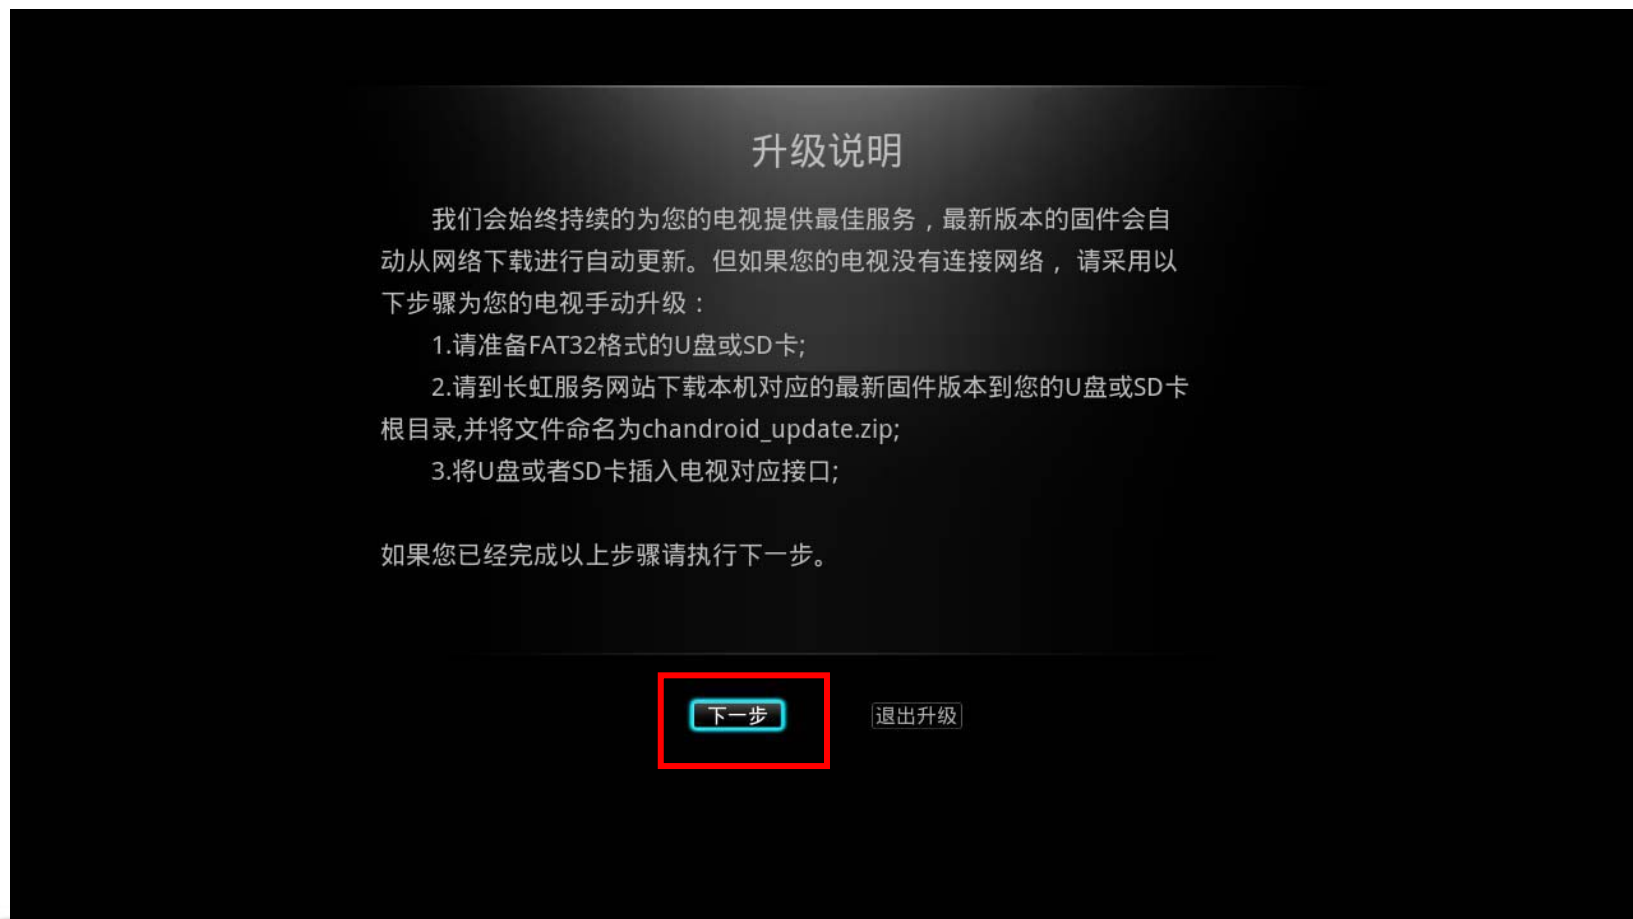 升级说明
我们会始终持续的为您的电视提供最佳服务，最新版本的固件会自
动从网络下载进行自动更新。但如果您的电视没有连接网络，请采用以
下步骤为您的电视手动升级：
1.请准备FAT32格式的U盘或SD卡;
2.请到长虹服务网站下载本机对应的最新固件版本到您的U盘或SD卡
根目录,并将文件命名为chandroid_update.zip;
3.将U盘或者SD卡插入电视对应接口;
如果您已经完成以上步骤请执行下一步。
下一步 退出升级